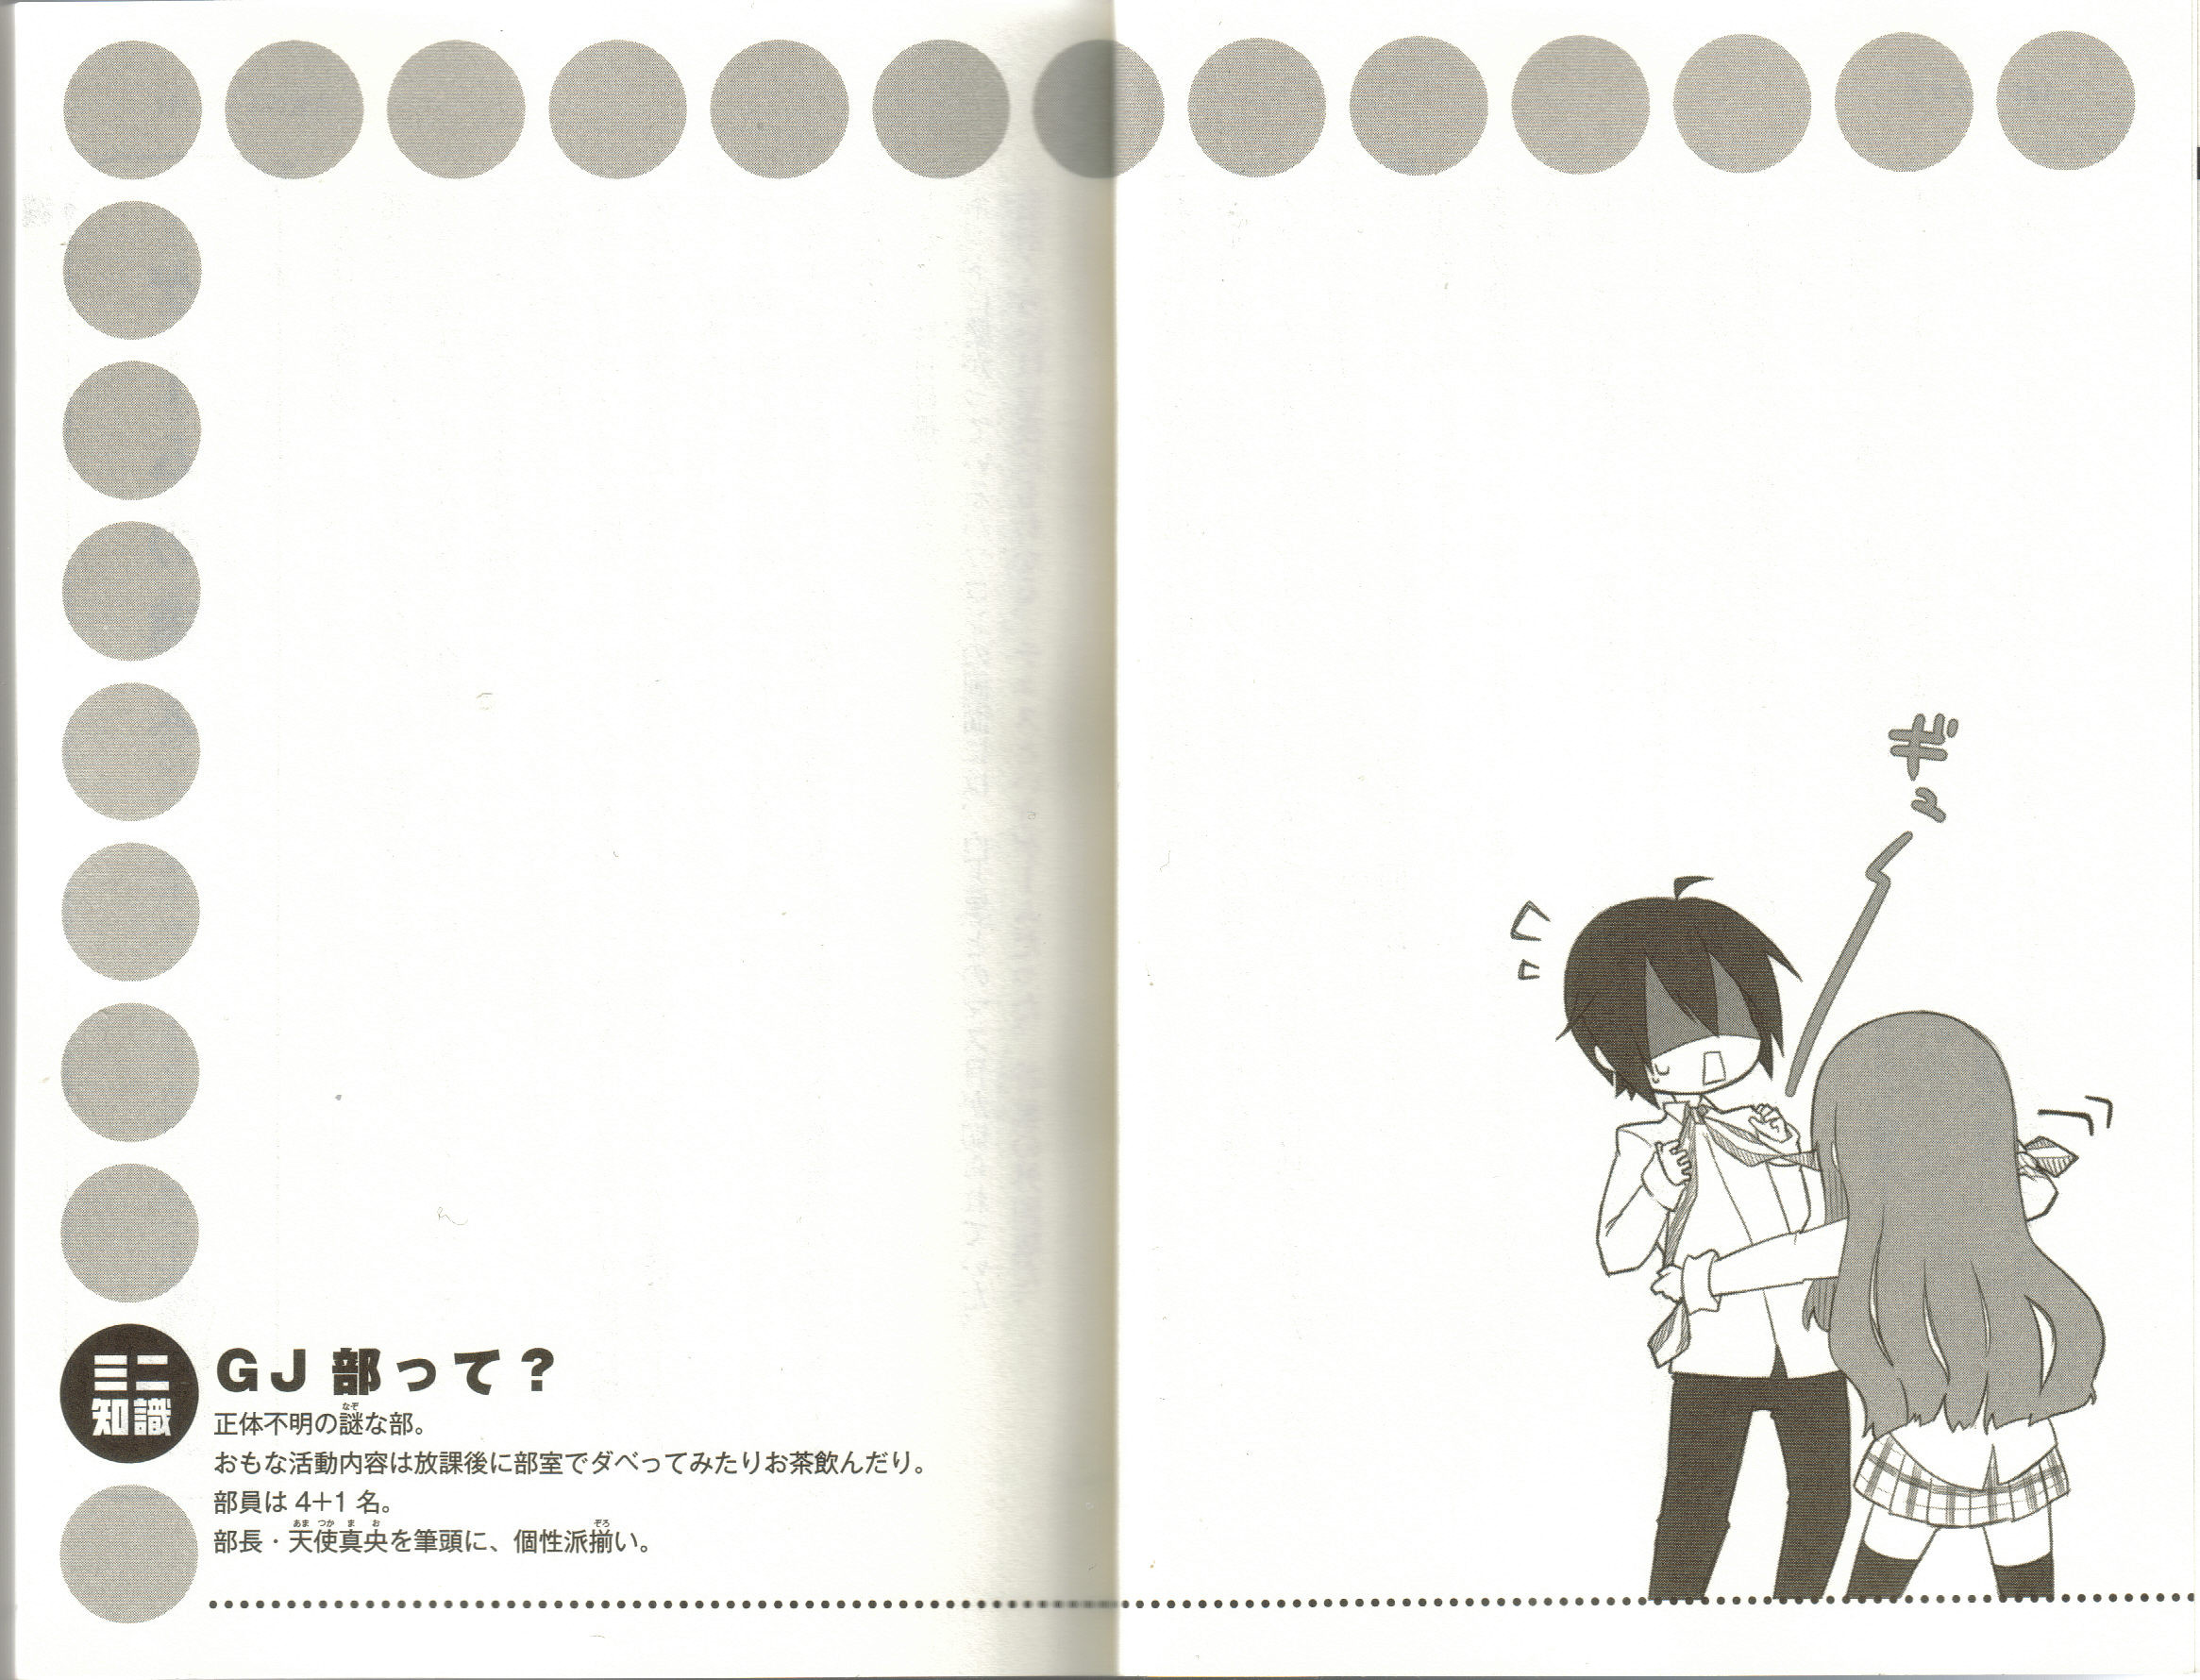 ギュー
ミニ
知識
GJ部って？
正体不明の謎な部。
おもな活動内容は放課後に部室でダベってみたりお茶飲んだり。
部員は4+1名。
部長・天使真央を筆頭に、個性派揃い。